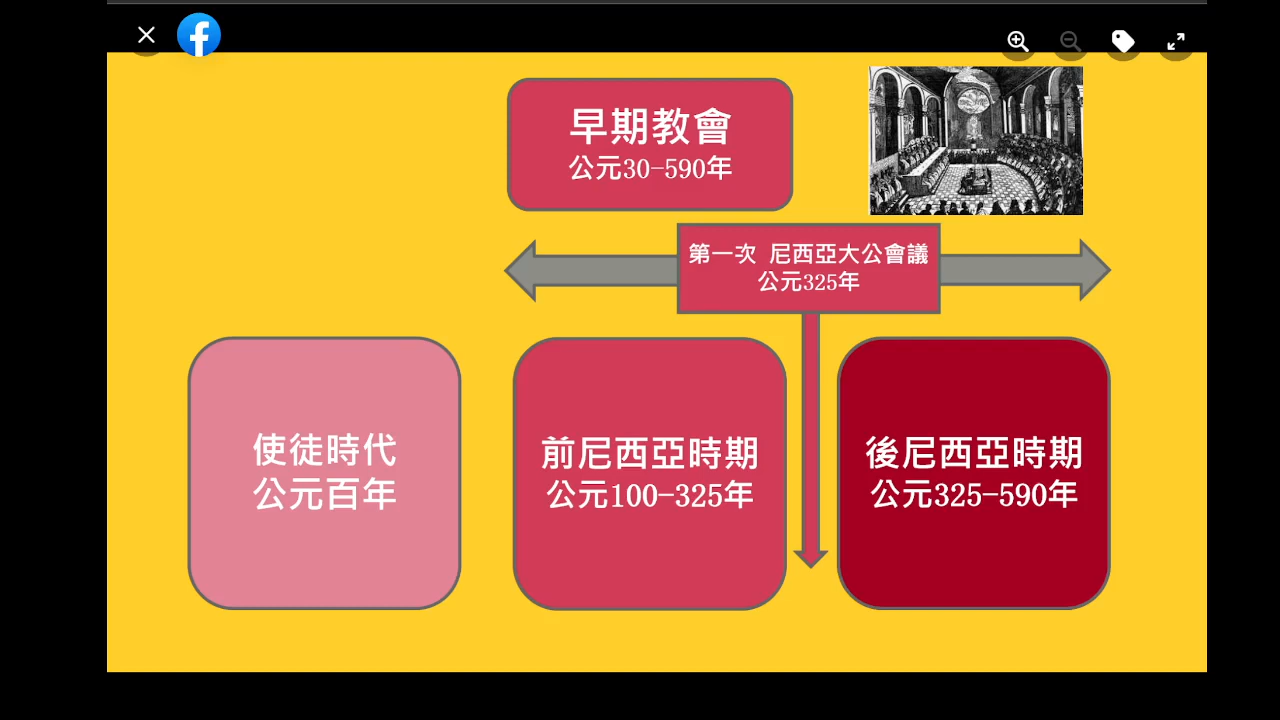 早期教會
公元30-590年
第一次 尼西亞大公會議
公元325年
使徒時代
公元百年
前尼西亞時期
公元100-325年
後尼西亞時期
公元325-590年